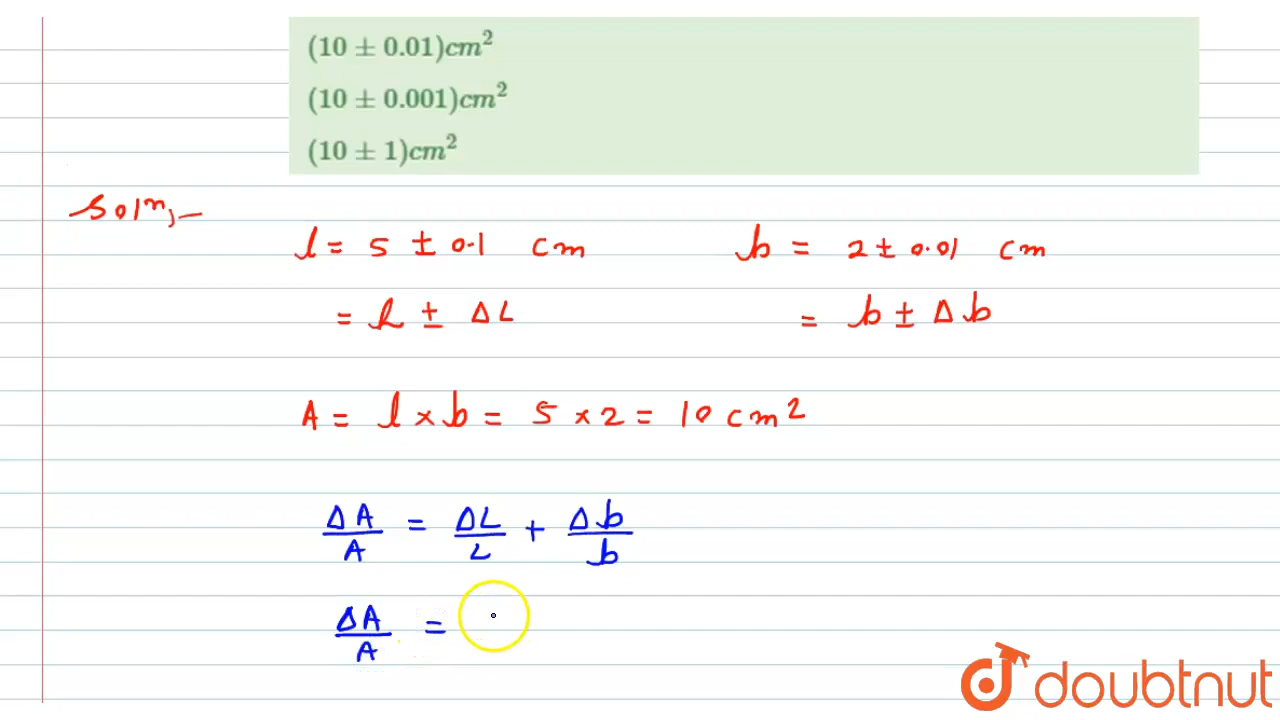 (10 ± 0.01)cm²
(10 ± 0.001)cm²
(10 ± 1)cm²
Soln,—
l = 5 ± 0.1 cm b = 2 ± 0.01 cm
= l ± ΔL = b ± Δb
A = l × b = 5 × 2 = 10 cm²
ΔA/A = ΔL/L + Δb/b
ΔA/A =
doubtnut